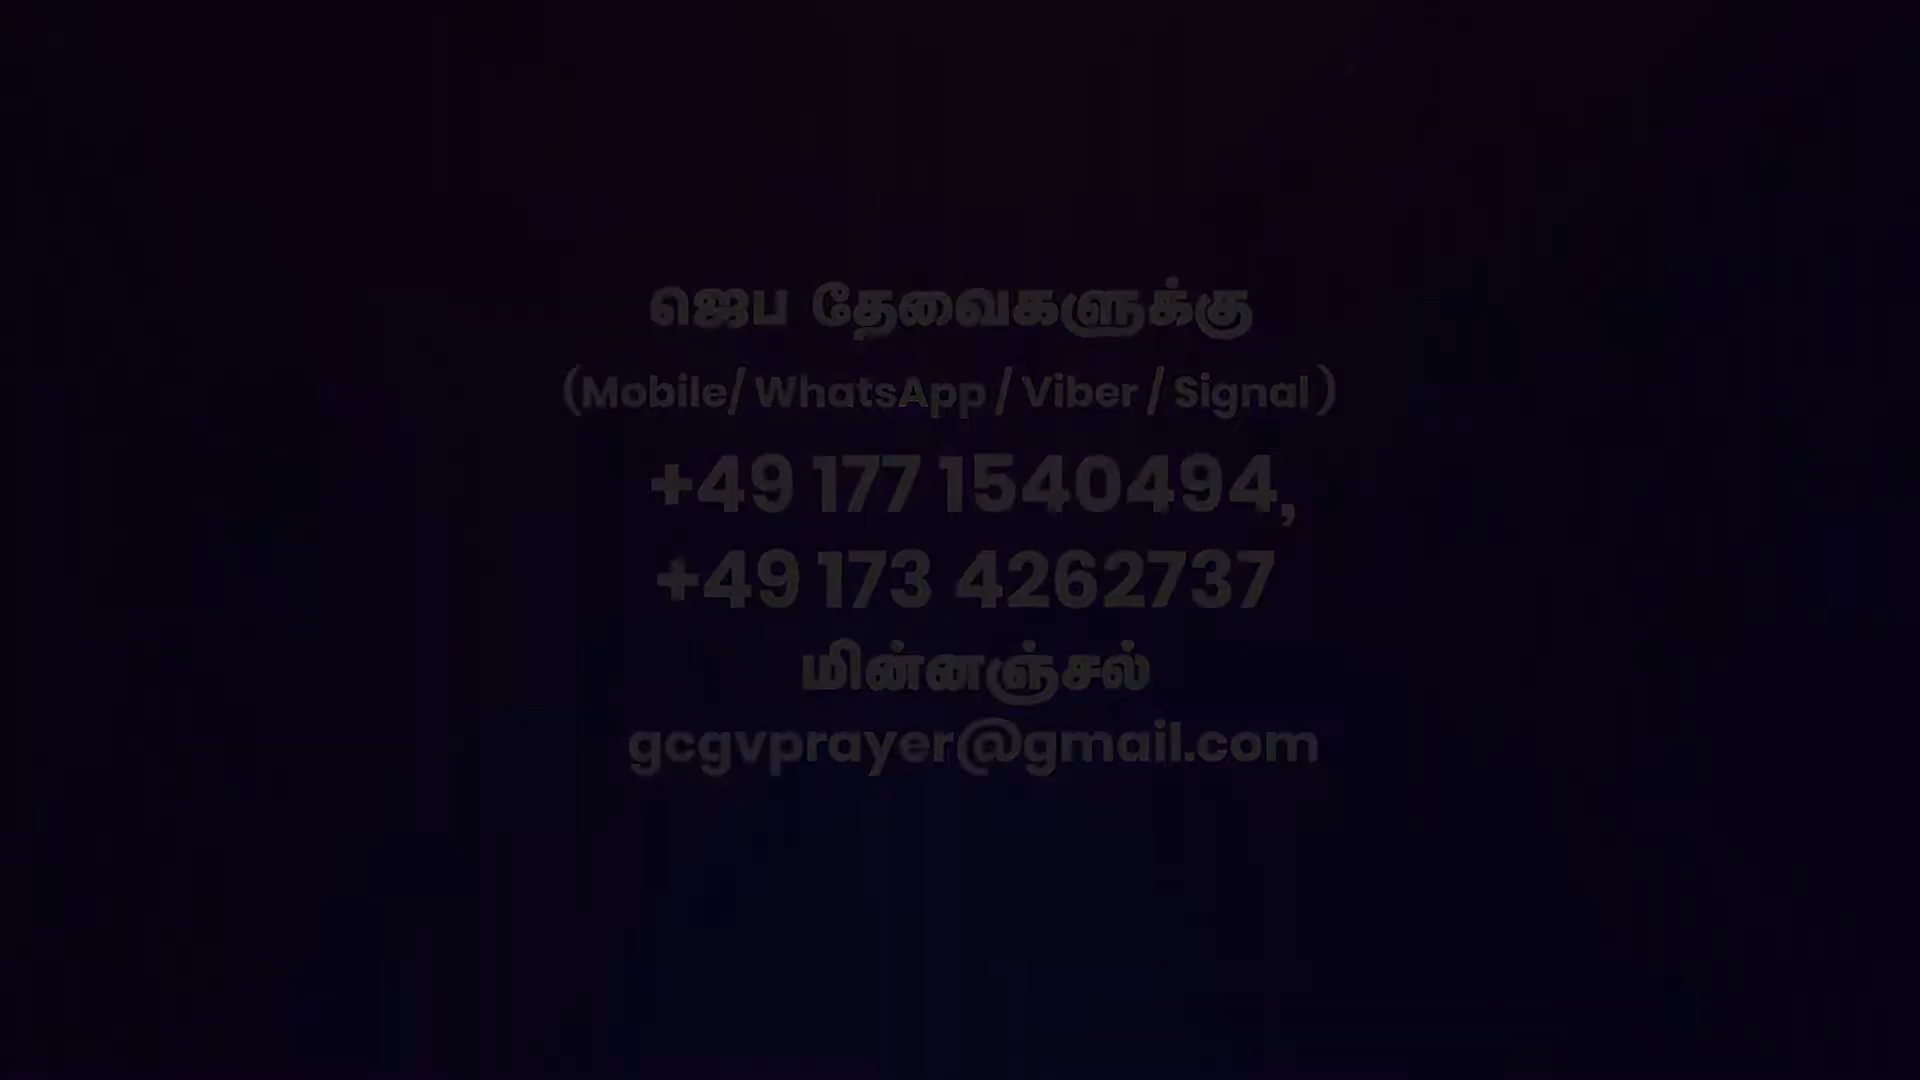 ஜெப தேவைகளுக்கு
(Mobile/ WhatsApp / Viber / Signal )
+49 177 1540494,
+49 173 4262737
மின்னஞ்சல்
gcgvprayer@gmail.com